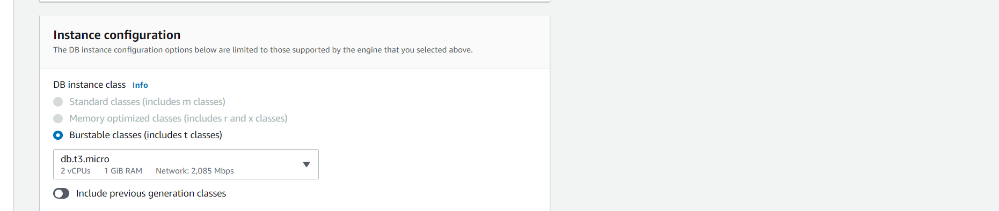 Instance configuration
The DB instance configuration options below are limited to those supported by the engine that you selected above.
DB instance class Info
Standard classes (includes m classes)
Memory optimized classes (includes r and x classes)
Burstable classes (includes t classes)
db.t3.micro
2 vCPUs 1 GiB RAM Network: 2,085 Mbps
Include previous generation classes